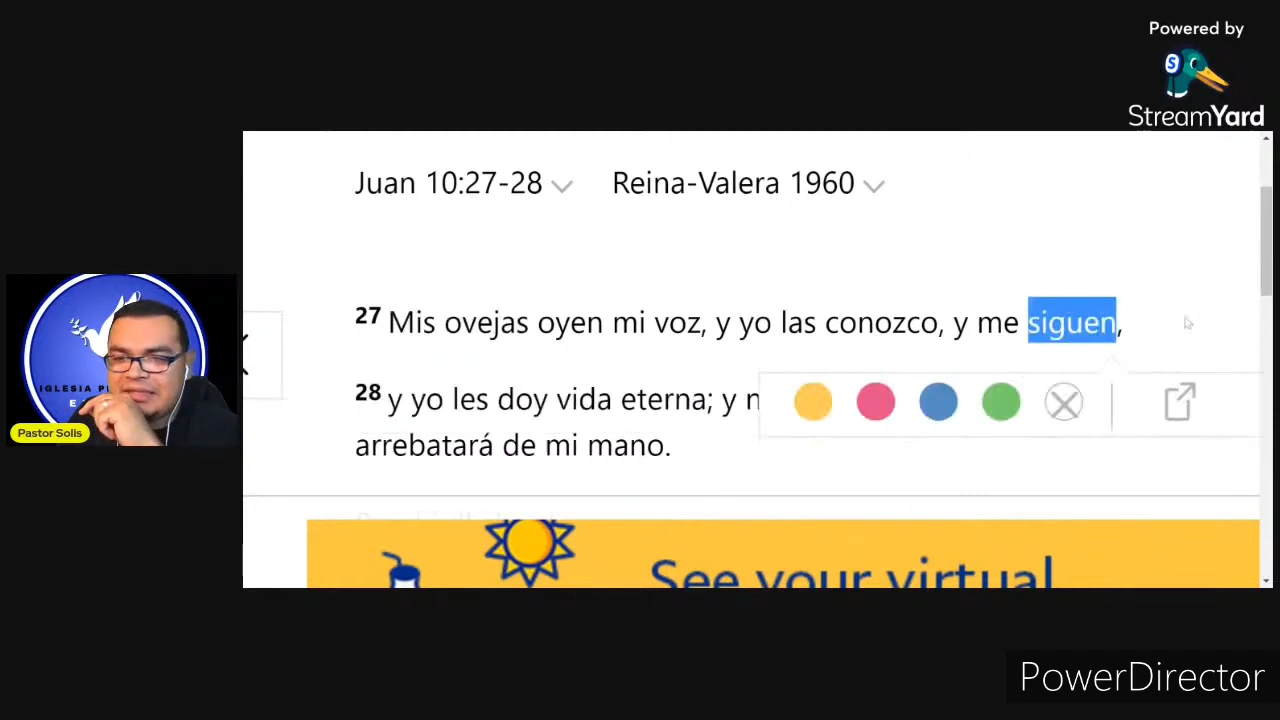 Powered by
StreamYard
Juan 10:27-28 Reina-Valera 1960
27 Mis ovejas oyen mi voz, y yo las conozco, y me siguen,
28 y yo les doy vida eterna; y n
arrebatará de mi mano.
IGLESIA P
E
Pastor Solis
See your virtual
PowerDirector